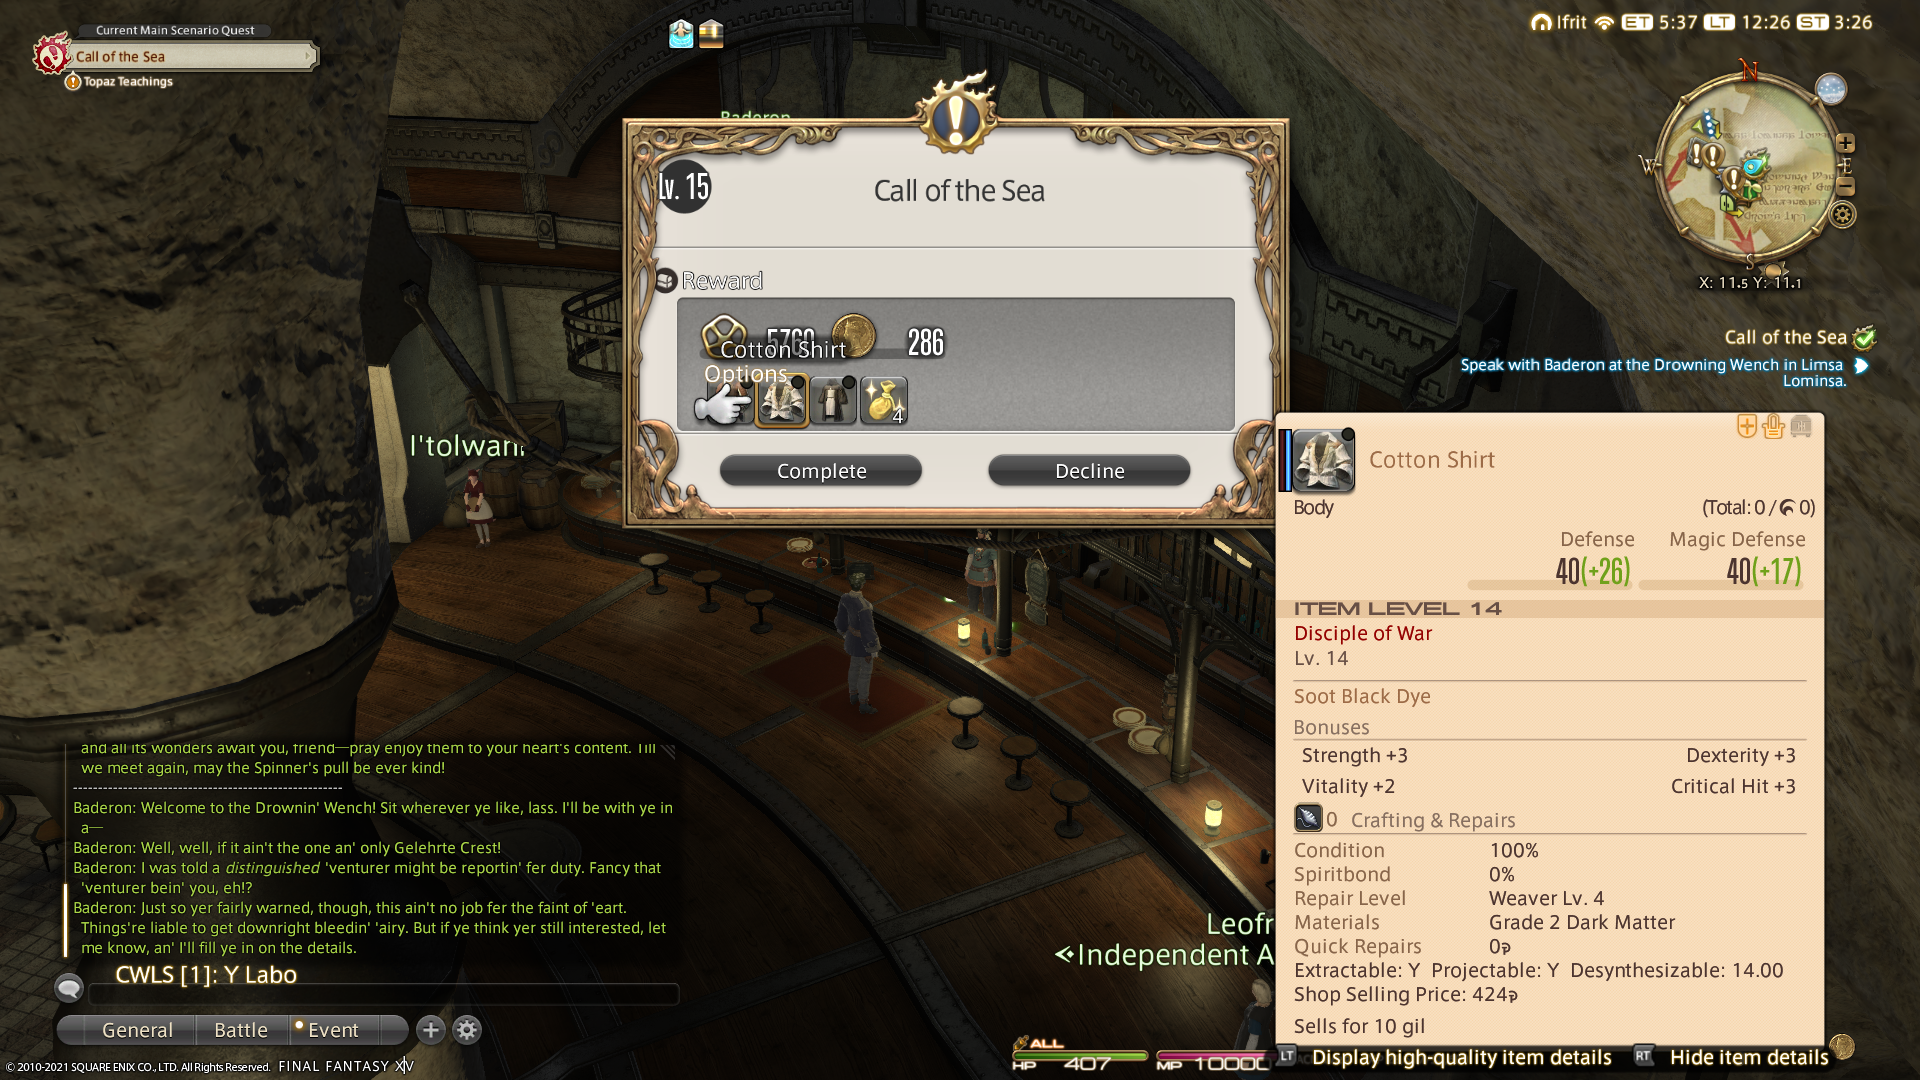 Current Main Scenario Quest
Call of the Sea
Topaz Teachings
Ifrit ET 5:37 LT 12:26 ST 3:26
N
W
E
S
X: 11.5 Y: 11.1
Call of the Sea
Speak with Baderon at the Drowning Wench in Limsa
Lominsa.
Baderon
Lv. 15
Call of the Sea
Reward
5760
286
Cotton Shirt
Options
4
Complete
Decline
I'tolwann
Cotton Shirt
Body
(Total: 0 / 0)
Defense
Magic Defense
40(+26)
40(+17)
ITEM LEVEL 14
Disciple of War
Lv. 14
Soot Black Dye
Bonuses
Strength +3
Dexterity +3
Vitality +2
Critical Hit +3
0 Crafting & Repairs
Condition 100%
Spiritbond 0%
Repair Level Weaver Lv. 4
Materials Grade 2 Dark Matter
Quick Repairs 0
Extractable: Y Projectable: Y Desynthesizable: 14.00
Shop Selling Price: 424
Sells for 10 gil
LT Display high-quality item details RT Hide item details
and all its wonders await you, friend—pray enjoy them to your heart's content. Till
we meet again, may the Spinner's pull be ever kind!
------------------------------------------------------
Baderon: Welcome to the Drownin' Wench! Sit wherever ye like, lass. I'll be with ye in
a—
Baderon: Well, well, if it ain't the one an' only Gelehrte Crest!
Baderon: I was told a distinguished 'venturer might be reportin' fer duty. Fancy that
'venturer bein' you, eh!?
Baderon: Just so yer fairly warned, though, this ain't no job fer the faint of 'eart.
Things're liable to get downright bleedin' 'airy. But if ye think yer still interested, let
me know, an' I'll fill ye in on the details.
CWLS [1]: Y Labo
General Battle Event
Leofr
Independent A
ALL
HP 407
MP 10000
© 2010-2021 SQUARE ENIX CO., LTD. All Rights Reserved. FINAL FANTASY XIV